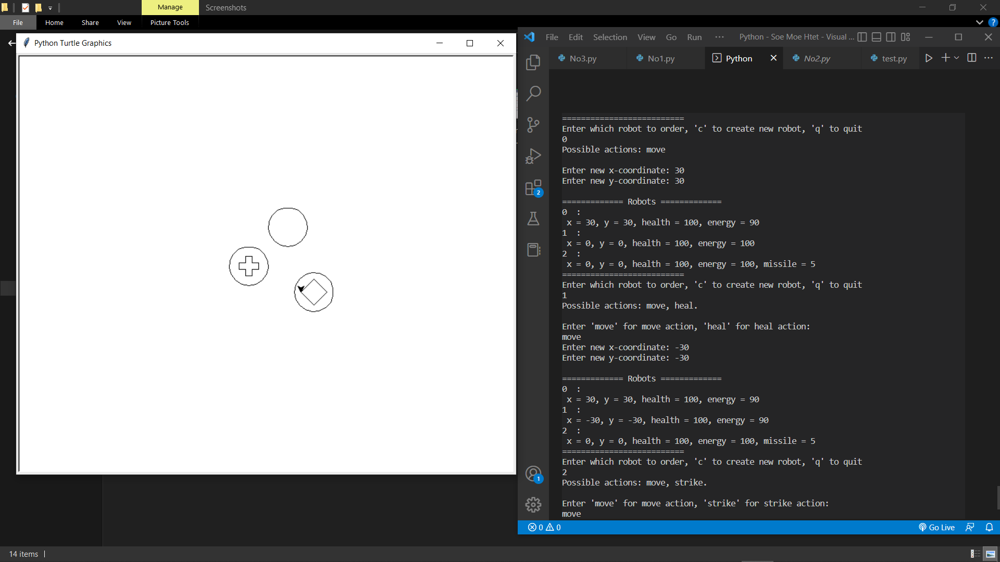 Manage
Screenshots
File
Home
Share
View
Picture Tools
?
Python Turtle Graphics
File Edit Selection View Go Run ···
Python - Soe Moe Htet - Visual ...
No3.py
No1.py
Python
No2.py
test.py
==========================
Enter which robot to order, 'c' to create new robot, 'q' to quit
0
Possible actions: move
Enter new x-coordinate: 30
Enter new y-coordinate: 30
============= Robots =============
0  :
x = 30, y = 30, health = 100, energy = 90
1  :
x = 0, y = 0, health = 100, energy = 100
2  :
x = 0, y = 0, health = 100, energy = 100, missile = 5
==========================
Enter which robot to order, 'c' to create new robot, 'q' to quit
1
Possible actions: move, heal.
Enter 'move' for move action, 'heal' for heal action:
move
Enter new x-coordinate: -30
Enter new y-coordinate: -30
============= Robots =============
0  :
x = 30, y = 30, health = 100, energy = 90
1  :
x = -30, y = -30, health = 100, energy = 90
2  :
x = 0, y = 0, health = 100, energy = 100, missile = 5
==========================
Enter which robot to order, 'c' to create new robot, 'q' to quit
2
Possible actions: move, strike.
Enter 'move' for move action, 'strike' for strike action:
move
2
1
0 0
Go Live
14 items